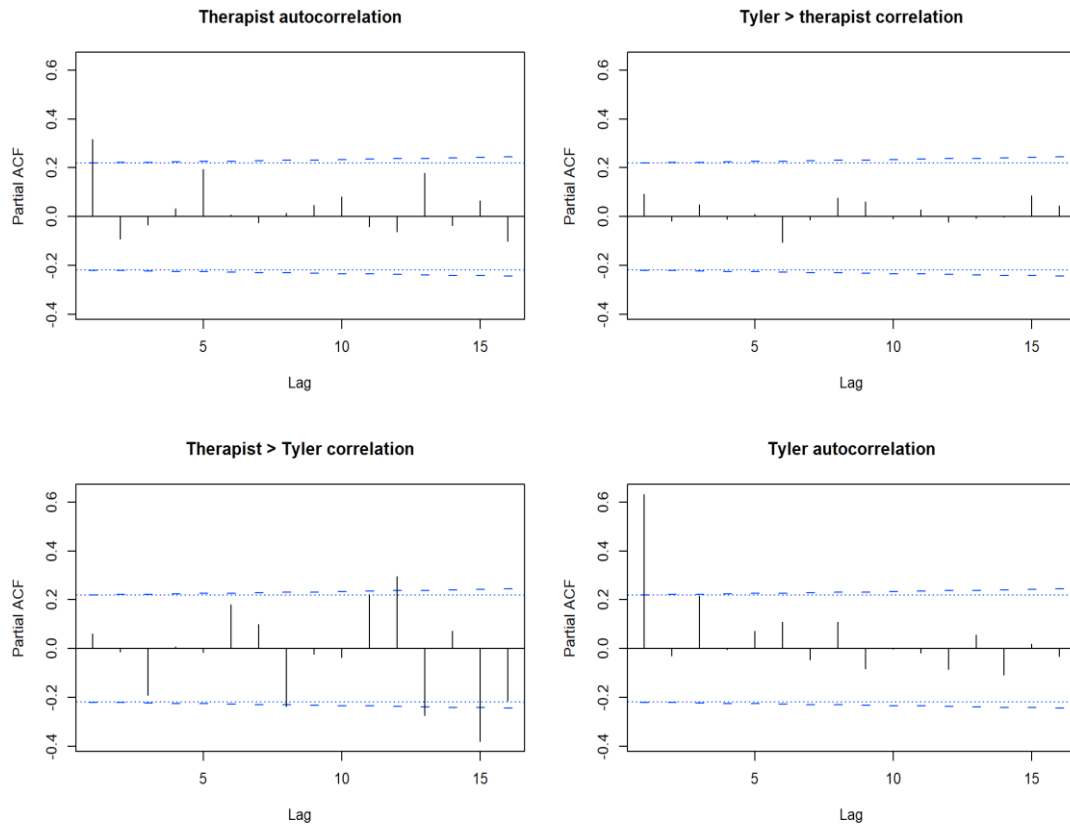 Therapist autocorrelation
Partial ACF
-0.4 -0.2 0.0 0.2 0.4 0.6
5 10 15
Lag
Tyler > therapist correlation
Partial ACF
-0.4 -0.2 0.0 0.2 0.4 0.6
5 10 15
Lag
Therapist > Tyler correlation
Partial ACF
-0.4 -0.2 0.0 0.2 0.4 0.6
5 10 15
Lag
Tyler autocorrelation
Partial ACF
-0.4 -0.2 0.0 0.2 0.4 0.6
5 10 15
Lag